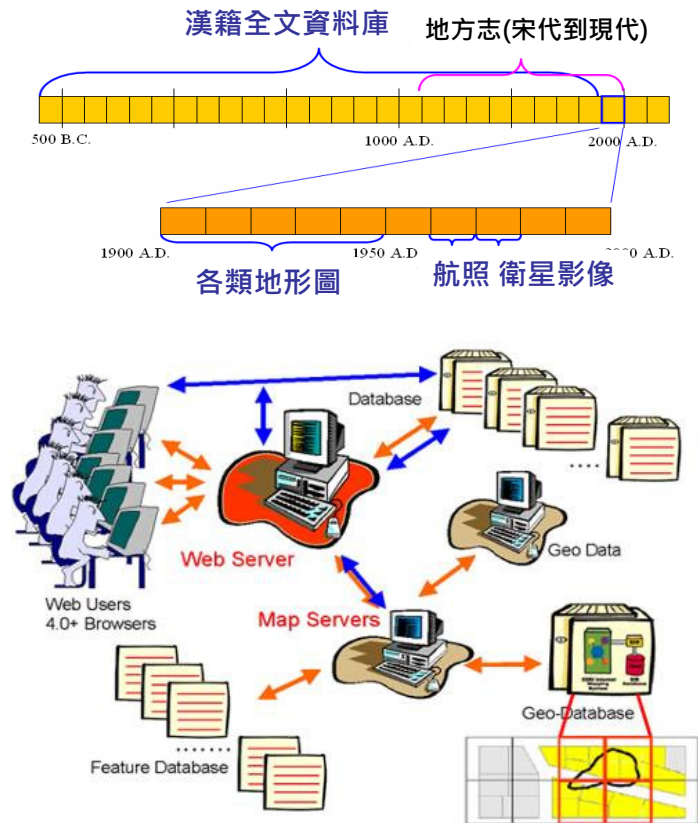 漢籍全文資料庫
地方志(宋代到現代)
500 B.C.
1000 A.D.
2000 A.D.
1900 A.D.
1950 A.D.
A.D.
各類地形圖
航照 衛星影像
Database
Web Server
Geo Data
Web Users
4.0+ Browsers
Map Servers
Geo-Database
Feature Database